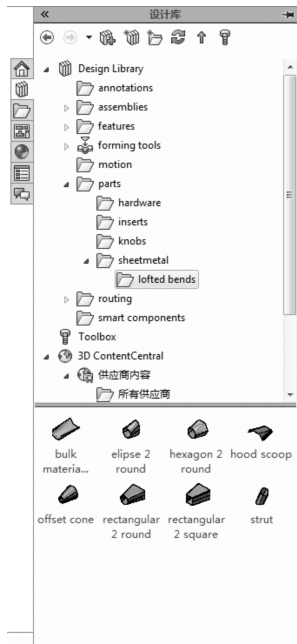 设计库
Design Library
annotations
assemblies
features
forming tools
motion
parts
hardware
inserts
knobs
sheetmetal
lofted bends
routing
smart components
Toolbox
3D ContentCentral
供应商内容
所有供应商
bulk
materia...
elipse 2
round
hexagon 2
round
hood scoop
offset cone
rectangular
2 round
rectangular
2 square
strut